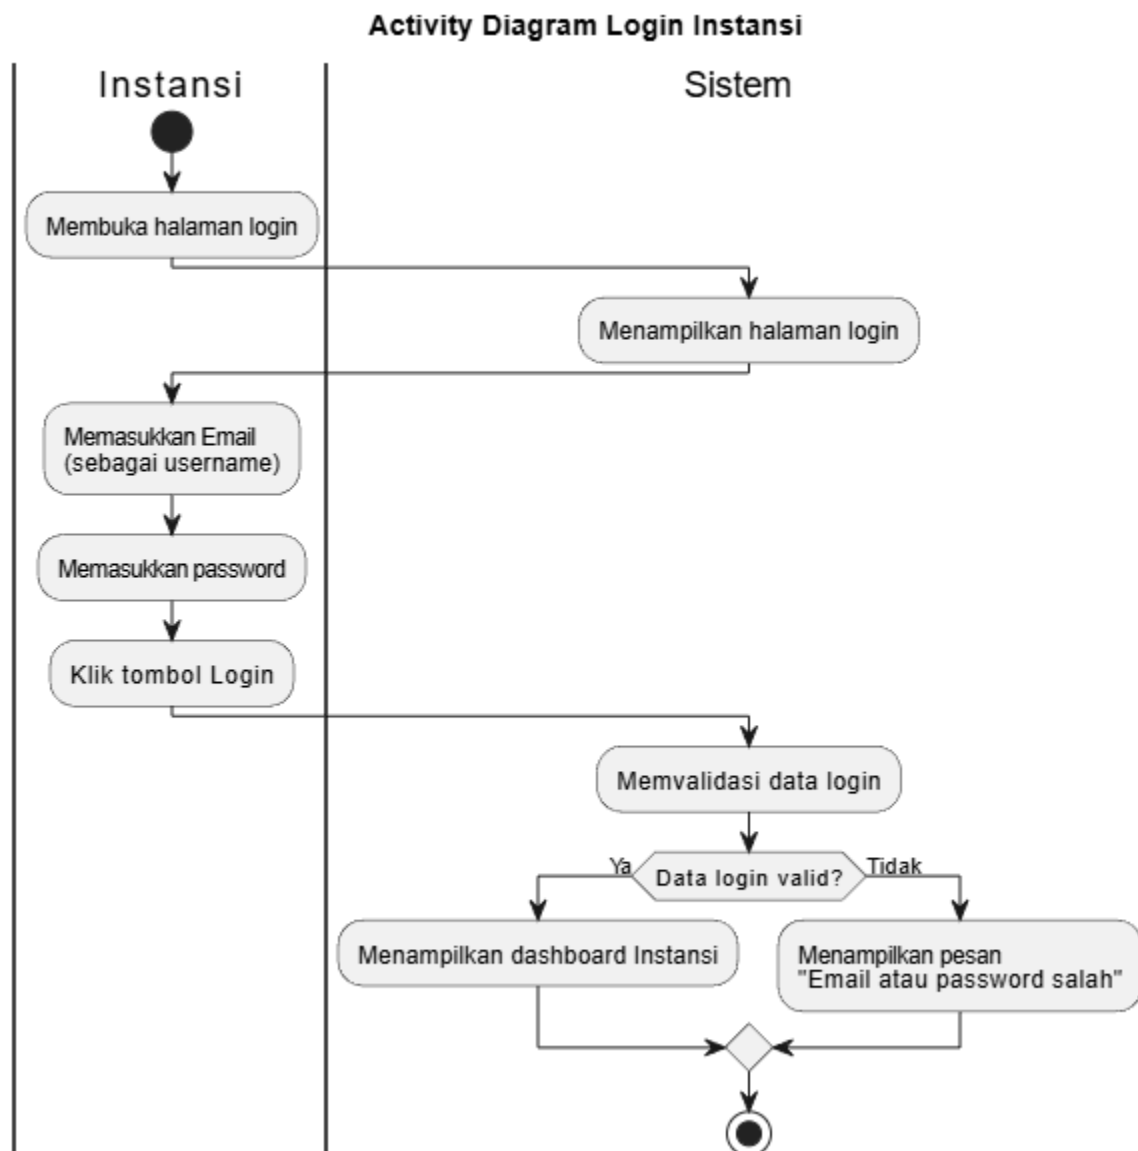 Activity Diagram Login Instansi
Instansi
Sistem
Membuka halaman login
Menampilkan halaman login
Memasukkan Email
(sebagai username)
Memasukkan password
Klik tombol Login
Memvalidasi data login
Ya
Data login valid?
Tidak
Menampilkan dashboard Instansi
Menampilkan pesan
"Email atau password salah"